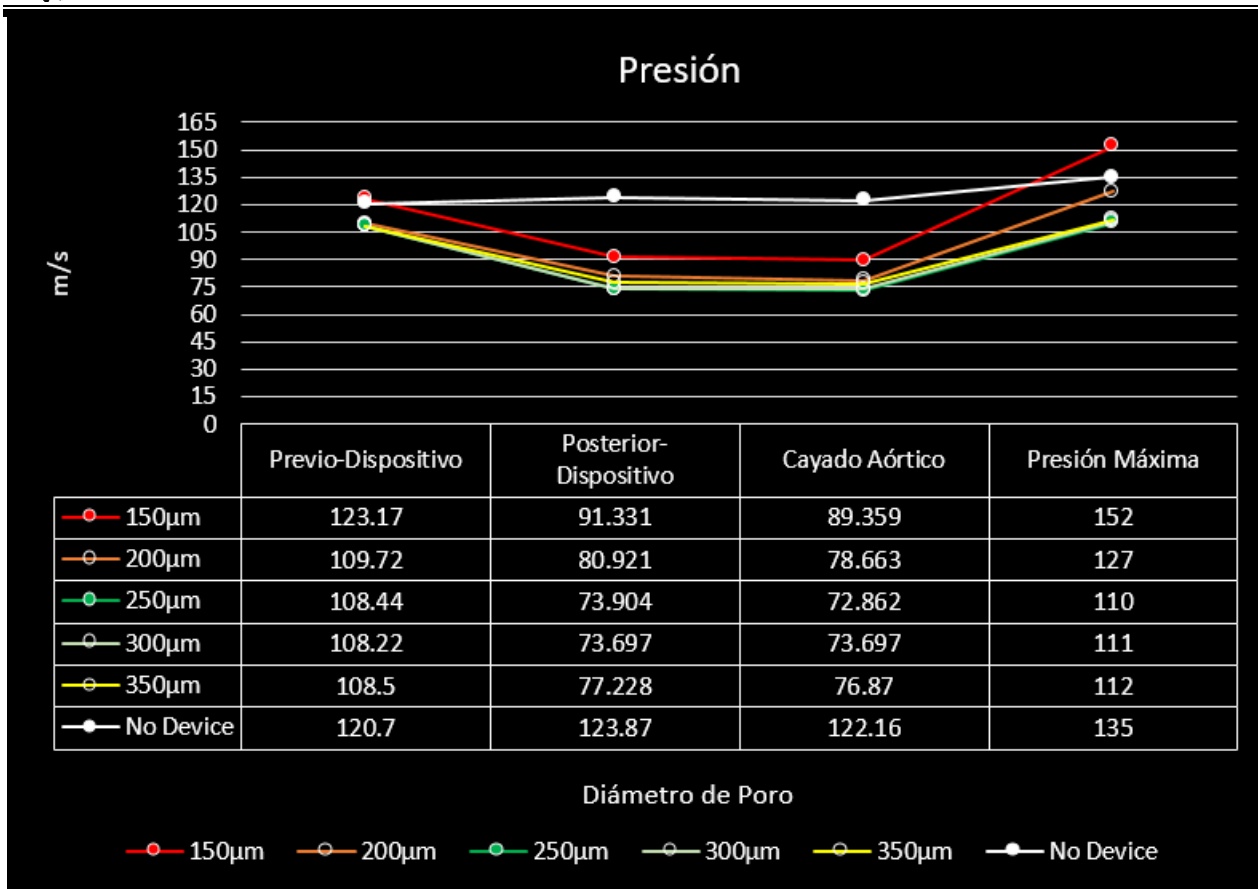 Presión
165
150
135
120
105
90
75
60
45
30
15
0
m/s
Previo-Dispositivo Posterior-Dispositivo Cayado Aórtico Presión Máxima
150µm 123.17 91.331 89.359 152
200µm 109.72 80.921 78.663 127
250µm 108.44 73.904 72.862 110
300µm 108.22 73.697 73.697 111
350µm 108.5 77.228 76.87 112
No Device 120.7 123.87 122.16 135
Diámetro de Poro
150µm 200µm 250µm 300µm 350µm No Device